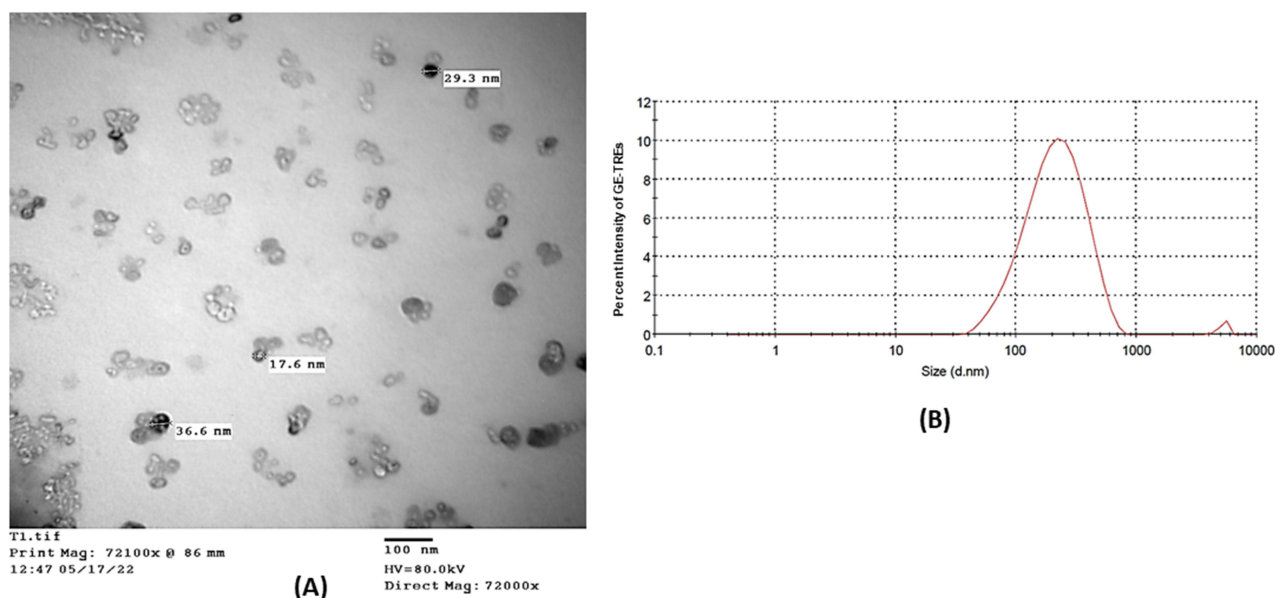 29.3 nm
17.6 nm
36.6 nm
T1.tif
Print Mag: 72100x @ 86 mm
12:47 05/17/22
100 nm
HV=80.0kV
Direct Mag: 72000x
(A)
PercentIntensity of GE-TREs
12
10
8
6
4
2
0
0.1
1
10
100
1000
10000
Size (d.nm)
(B)